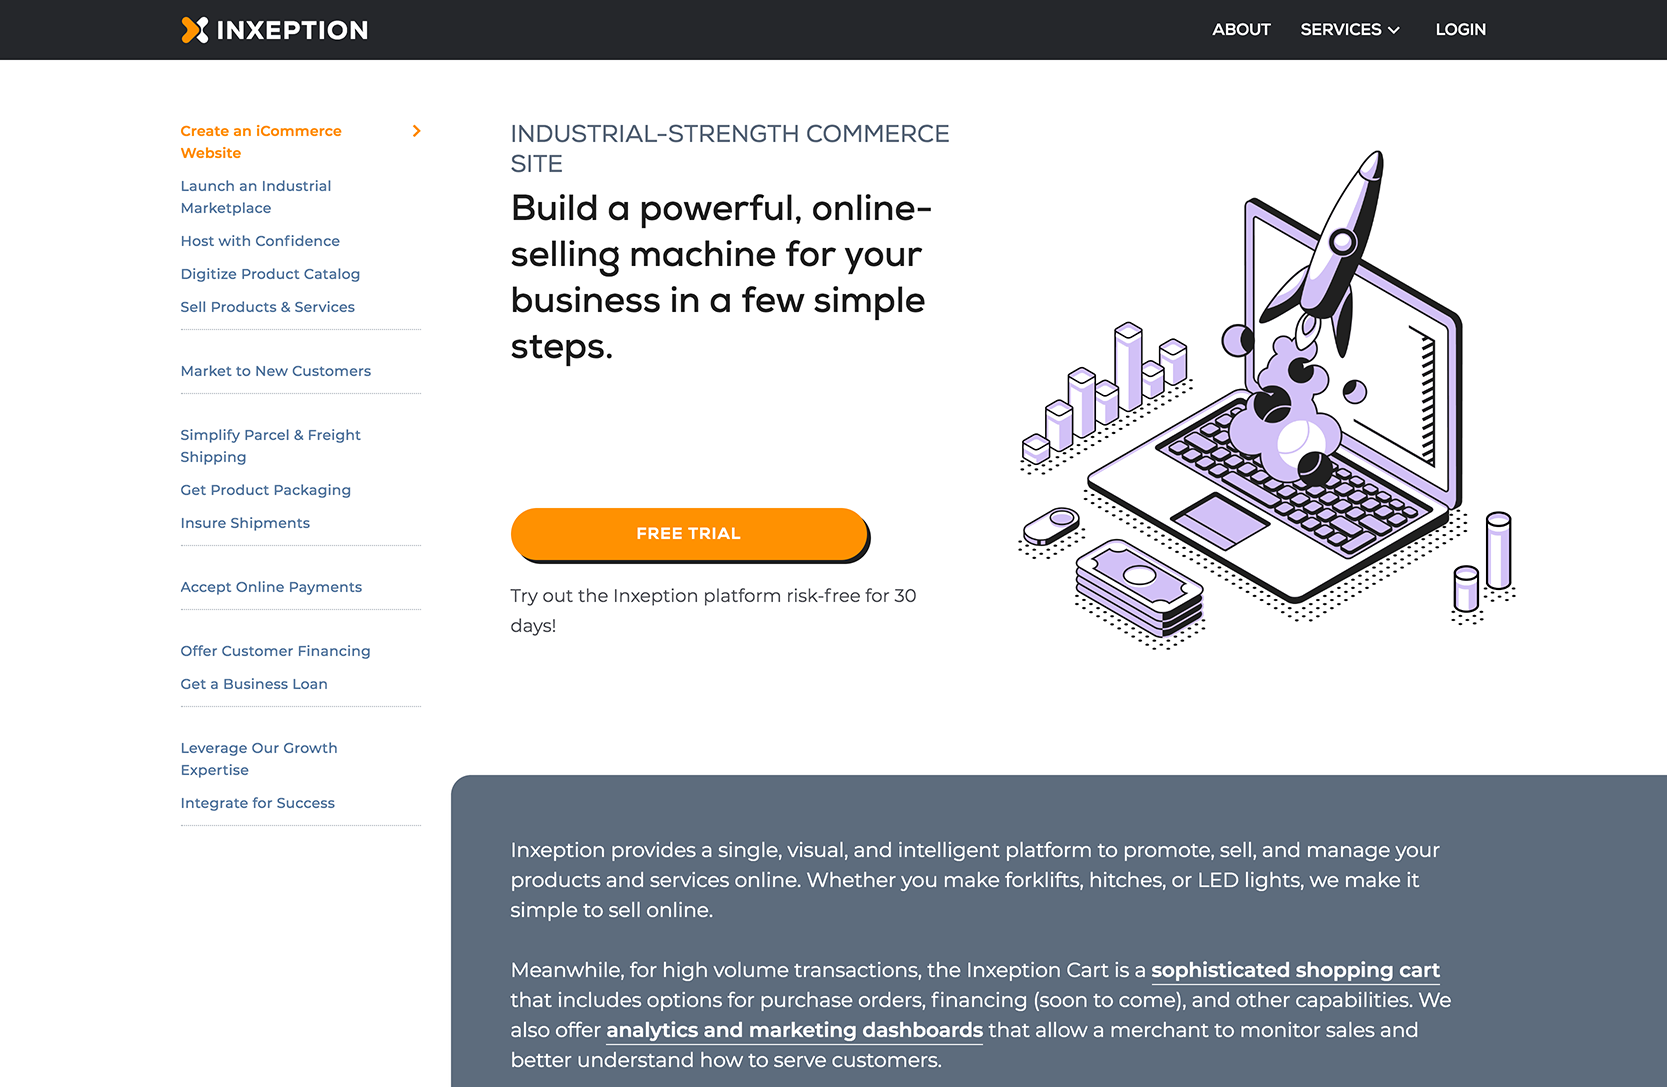 INXEPTION
ABOUT
SERVICES
LOGIN
Create an iCommerce
Website
Launch an Industrial
Marketplace
Host with Confidence
Digitize Product Catalog
Sell Products & Services
Market to New Customers
Simplify Parcel & Freight
Shipping
Get Product Packaging
Insure Shipments
Accept Online Payments
Offer Customer Financing
Get a Business Loan
Leverage Our Growth
Expertise
Integrate for Success
INDUSTRIAL-STRENGTH COMMERCE
SITE
Build a powerful, online-
selling machine for your
business in a few simple
steps.
FREE TRIAL
Try out the Inxeption platform risk-free for 30
days!
Inxeption provides a single, visual, and intelligent platform to promote, sell, and manage your
products and services online. Whether you make forklifts, hitches, or LED lights, we make it
simple to sell online.
Meanwhile, for high volume transactions, the Inxeption Cart is a sophisticated shopping cart
that includes options for purchase orders, financing (soon to come), and other capabilities. We
also offer analytics and marketing dashboards that allow a merchant to monitor sales and
better understand how to serve customers.